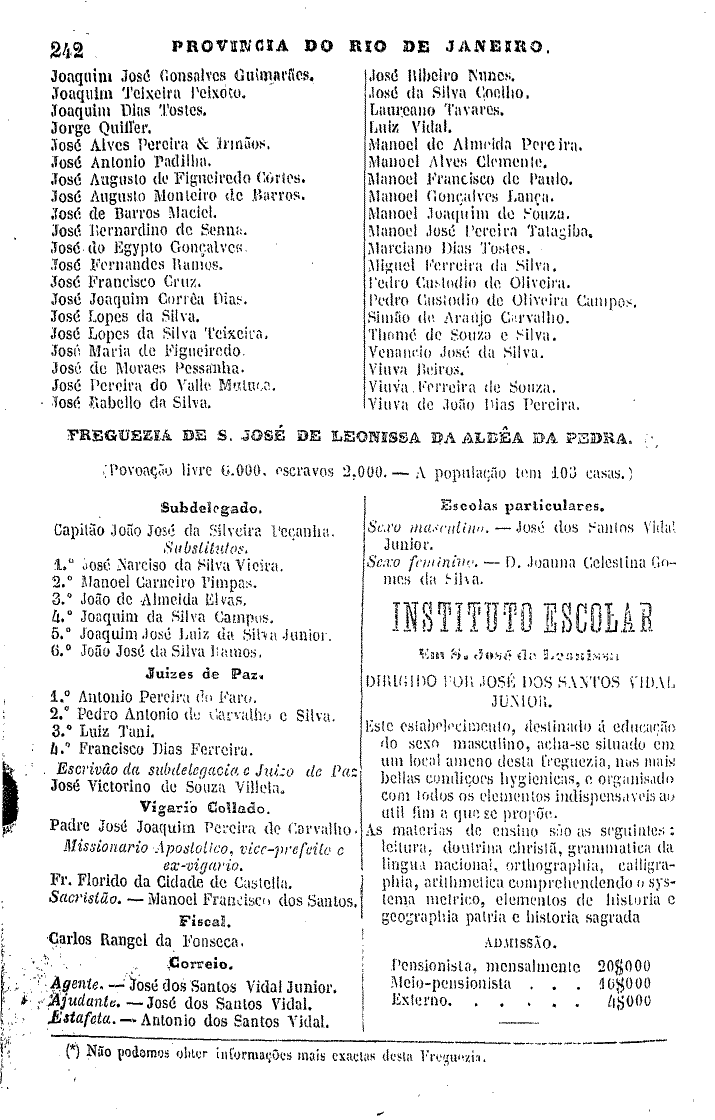 242 PROVINCIA DO RIO DE JANEIRO.
Joaquim José Gonsalves Guimarães.
Joaquim Teixeira Peixoto.
Joaquim Dias Tostes.
Jorge Quiffer.
José Alves Pereira & Irmãos.
José Antonio Padilha.
José Augusto de Figueiredo Córtes.
José Augusto Monteiro de Barros.
José de Barros Maciel.
José Bernardino de Senna.
José do Egypto Gonçalves.
José Fernandes Ramos.
José Francisco Cruz.
José Joaquim Corrêa Dias.
José Lopes da Silva.
José Lopes da Silva Teixeira.
José Maria de Figueiredo.
José de Moraes Pessanha.
José Pereira do Valle Mutuca.
José Rabello da Silva.
José Ribeiro Nunes.
José da Silva Coelho.
Laureano Tavares.
Luiz Vidal.
Manoel de Almeida Pereira.
Manoel Alves Clemente.
Manoel Francisco de Paulo.
Manoel Gonçalves Lança.
Manoel Joaquim de Souza.
Manoel José Pereira Tatagiba.
Marciano Dias Tostes.
Miguel Ferreira da Silva.
Pedro Custodio de Oliveira.
Pedro Custodio de Oliveira Campos.
Simão de Araujo Carvalho.
Thomé de Souza e Silva.
Venancio José da Silva.
Viuva Beiros.
Viuva Ferreira de Souza.
Viuva de João Dias Pereira.
FREGUEZIA DE S. JOSÉ DE LEONISSA DA ALDÊA DA PEDRA.
(Povoação livre 6.000, escravos 2.000. — A população tem 103 casas.)
Subdelegado.
Capitão João José da Silveira Peçanha.
Substitutos.
1.º José Narciso da Silva Vieira.
2.º Manoel Carneiro Pimpas.
3.º João de Almeida Elvas.
4.º Joaquim da Silva Campos.
5.º Joaquim José Luiz da Silva Junior.
6.º João José da Silva Ramos.
Juizes de Paz.
1.º Antonio Pereira do Faro.
2.º Pedro Antonio de Carvalho e Silva.
3.º Luiz Tani.
4.º Francisco Dias Ferreira.
Escrivão da subdelegacia e Juizo de Paz
José Victorino de Souza Villela.
Vigario Collado.
Padre José Joaquim Pereira de Carvalho.
Missionario Apostolico, vice-prefeito e
ex-vigario.
Fr. Florido da Cidade de Castella.
Sacristão. — Manoel Francisco dos Santos.
Fiscal.
Carlos Rangel da Fonseca.
Correio.
Agente. — José dos Santos Vidal Junior.
Ajudante. — José dos Santos Vidal.
Estafeta. — Antonio dos Santos Vidal.
Escolas particulares.
Sexo masculino. — José dos Santos Vidal
Junior.
Sexo feminino. — D. Joanna Celestina Go-
mes da Silva.
INSTITUTO ESCOLAR
Em S. José de Leonissa
DIRIGIDO POR JOSÉ DOS SANTOS VIDAL
JUNIOR.
Este estabelecimento, destinado á educação
do sexo masculino, acha-se situado em
um local ameno desta freguezia, nas mais
bellas condiçoes hygienicas, e organisado
com todos os elementos indispensaveis ao
util fim a que se propõe.
As materias de ensino são as seguintes:
leitura, doutrina christã, grammatica da
lingua nacional, orthographia, calligra-
phia, arithmetica comprehendendo o sys-
tema metrico, elementos de historia e
geographia patria e historia sagrada
ADMISSÃO.
Pensionista, mensalmente 20$000
Meio-pensionista . . . 10$000
Externo. . . . . . 4$000
(*) Não podemos obter informações mais exactas desta Freguezia.